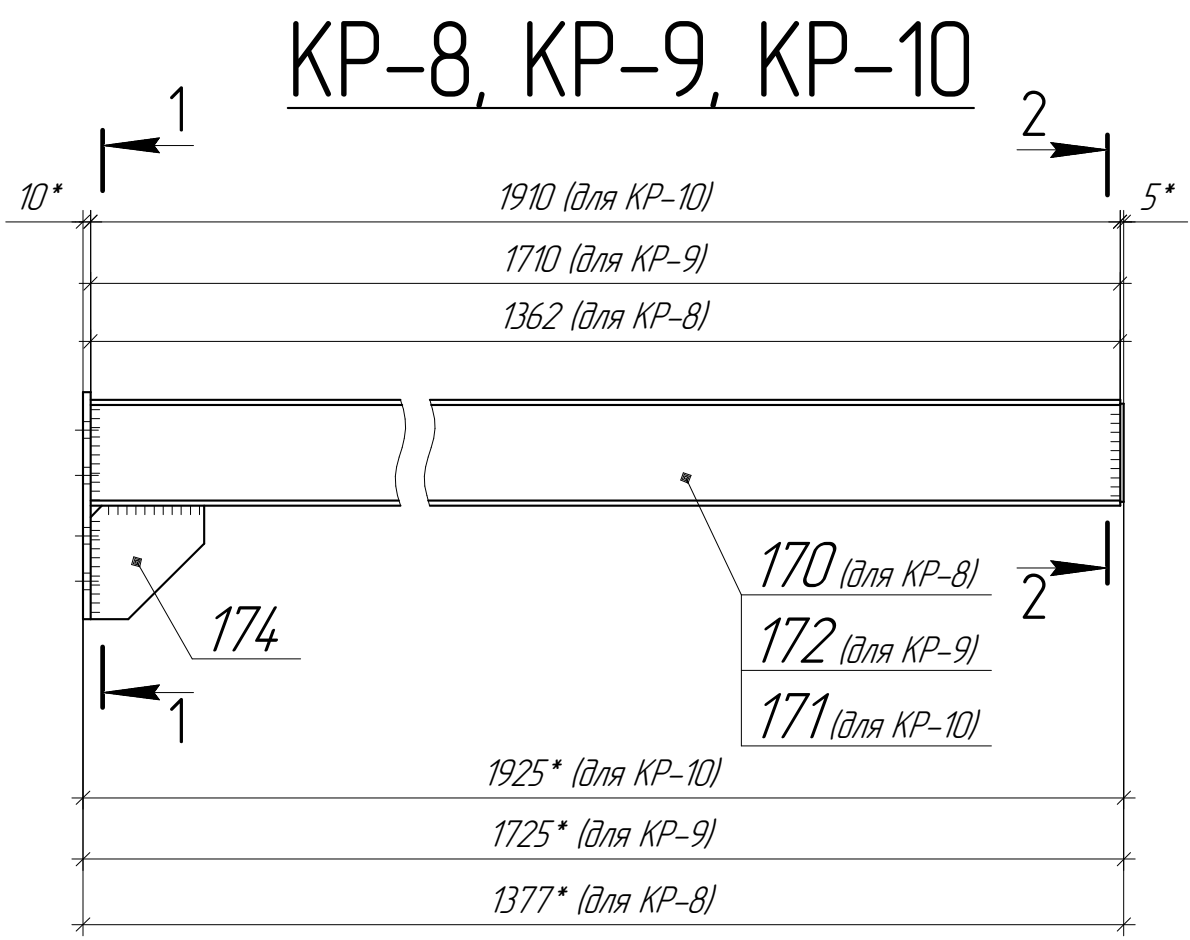 КР-8, КР-9, КР-10
1
2
10*
1910 (для КР-10)
5*
1710 (для КР-9)
1362 (для КР-8)
170 (для КР-8)
2
174
172 (для КР-9)
171 (для КР-10)
1
1925* (для КР-10)
1725* (для КР-9)
1377* (для КР-8)